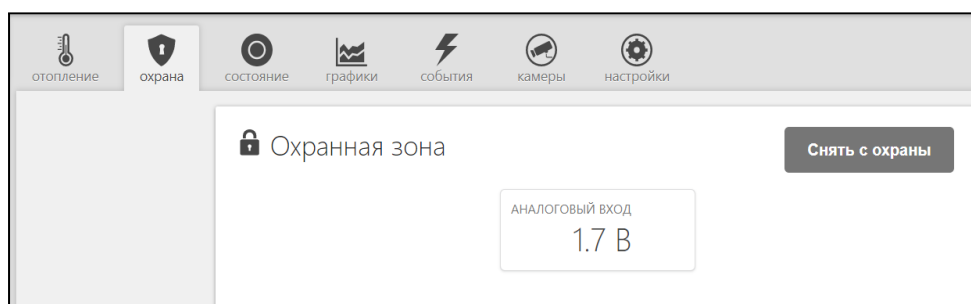 отопление охрана состояние графики события камеры настройки
Охранная зона Снять с охраны
АНАЛОГОВЫЙ ВХОД
1.7 В